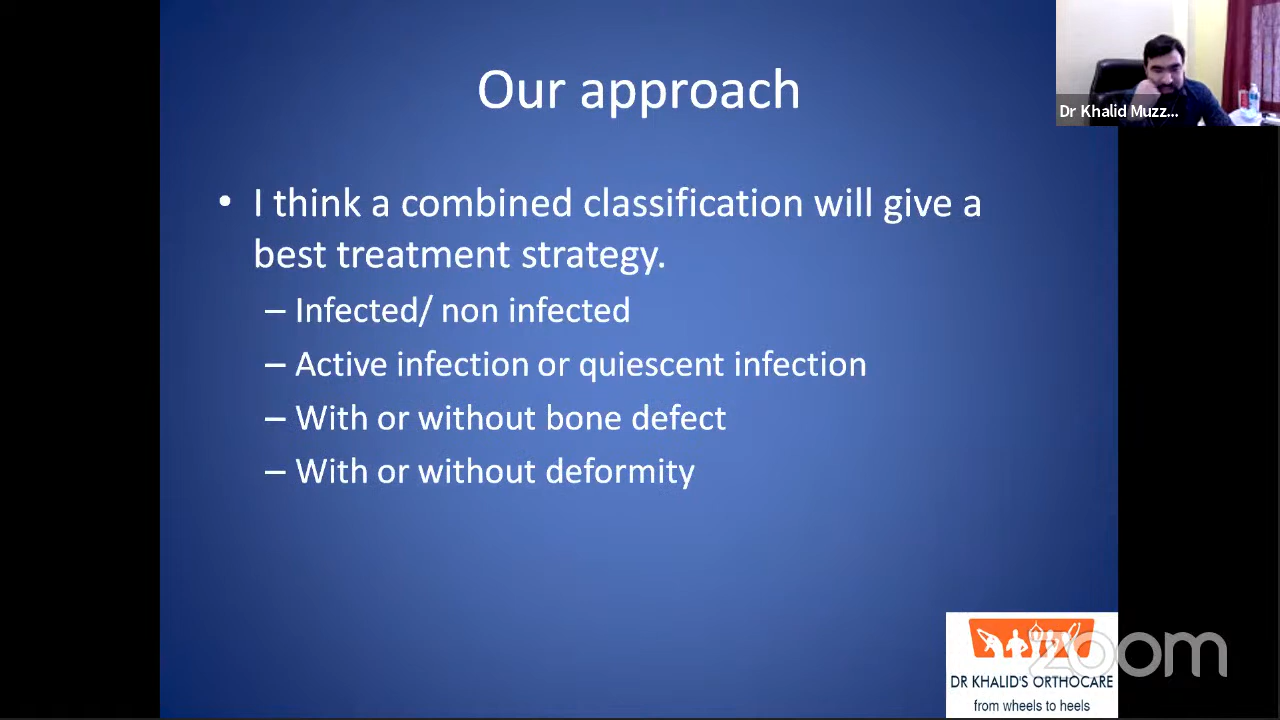 Our approach
Dr Khalid Muzz...
• I think a combined classification will give a
best treatment strategy.
– Infected/ non infected
– Active infection or quiescent infection
– With or without bone defect
– With or without deformity
zoom
DR KHALID'S ORTHOCARE
from wheels to heels